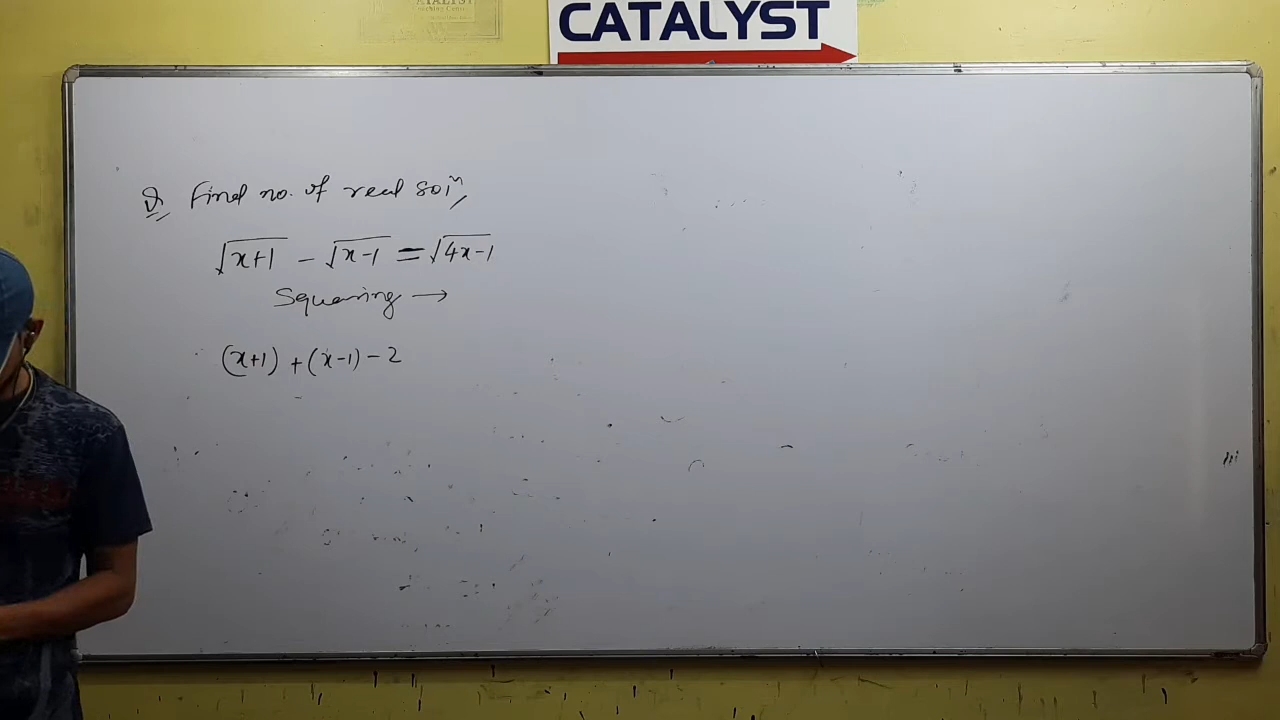 CATALYST
Q. Find no. of real solⁿ,
√x+1 − √x-1 = √4x-1
Squaring →
(x+1) + (x-1) - 2